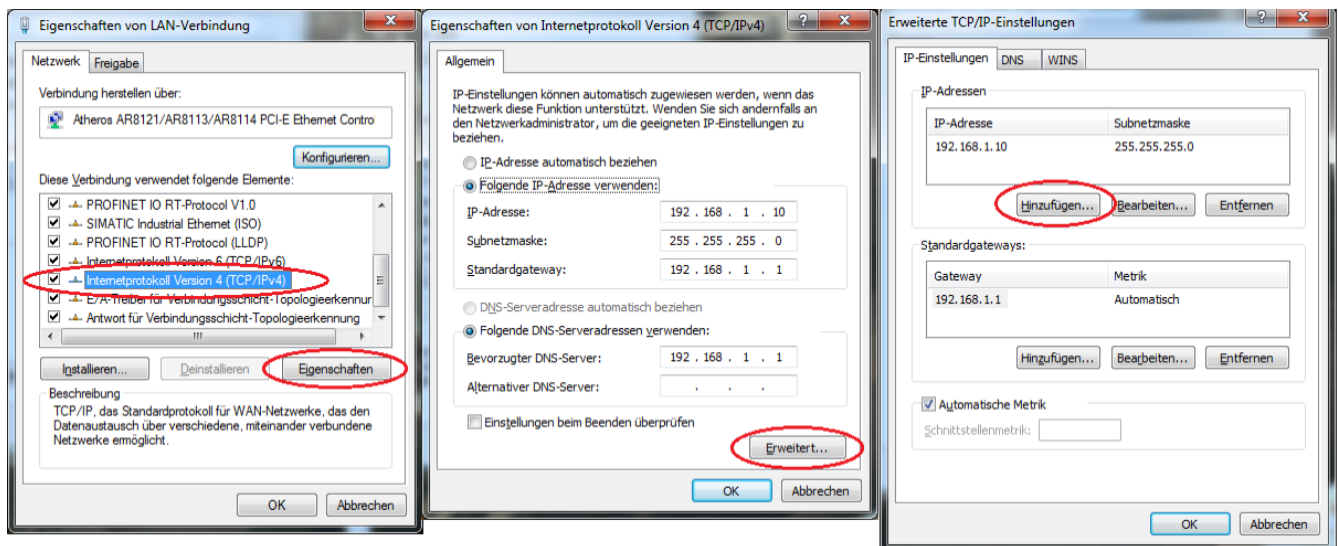 Eigenschaften von LAN-Verbindung
Netzwerk Freigabe
Verbindung herstellen über:
Atheros AR8121/AR8113/AR8114 PCI-E Ethernet Contro
Konfigurieren...
Diese Verbindung verwendet folgende Elemente:
PROFINET IO RT-Protocol V1.0
SIMATIC Industrial Ethernet (ISO)
PROFINET IO RT-Protocol (LLDP)
Internetprotokoll Version 6 (TCP/IPv6)
Internetprotokoll Version 4 (TCP/IPv4)
E/A-Treiber für Verbindungsschicht-Topologieerkennur
Antwort für Verbindungsschicht-Topologieerkennung
Installieren... Deinstallieren Eigenschaften
Beschreibung
TCP/IP, das Standardprotokoll für WAN-Netzwerke, das den
Datenaustausch über verschiedene, miteinander verbundene
Netzwerke ermöglicht.
OK Abbrechen
Eigenschaften von Internetprotokoll Version 4 (TCP/IPv4)
Allgemein
IP-Einstellungen können automatisch zugewiesen werden, wenn das
Netzwerk diese Funktion unterstützt. Wenden Sie sich andernfalls an
den Netzwerkadministrator, um die geeigneten IP-Einstellungen zu
beziehen.
IP-Adresse automatisch beziehen
Folgende IP-Adresse verwenden:
IP-Adresse: 192 . 168 . 1 . 10
Subnetzmaske: 255 . 255 . 255 . 0
Standardgateway: 192 . 168 . 1 . 1
DNS-Serveradresse automatisch beziehen
Folgende DNS-Serveradressen verwenden:
Bevorzugter DNS-Server: 192 . 168 . 1 . 1
Alternativer DNS-Server: . . .
Einstellungen beim Beenden überprüfen
Erweitert...
OK Abbrechen
Erweiterte TCP/IP-Einstellungen
IP-Einstellungen DNS WINS
IP-Adressen
IP-Adresse Subnetzmaske
192.168.1.10 255.255.255.0
Hinzufügen... Bearbeiten... Entfernen
Standardgateways:
Gateway Metrik
192.168.1.1 Automatisch
Hinzufügen... Bearbeiten... Entfernen
Automatische Metrik
Schnittstellenmetrik:
OK Abbrechen